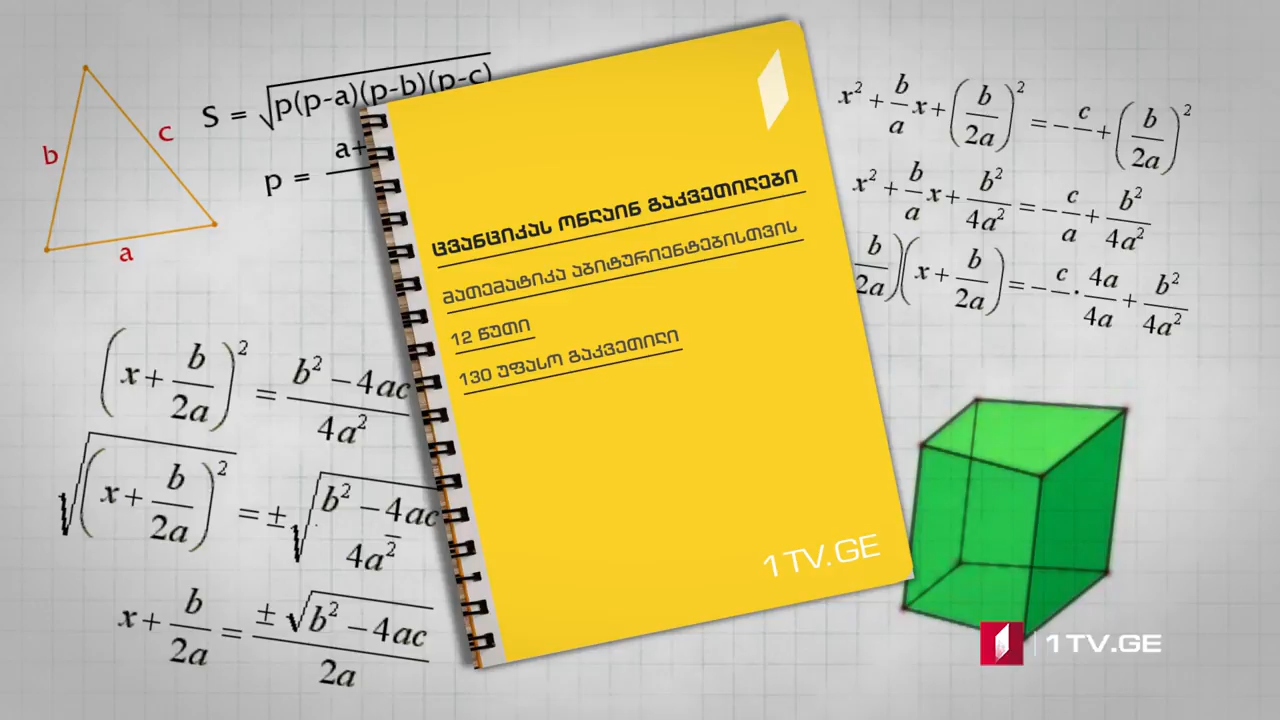 b
c
a
S = √p(p-a)(p-b)(p-c)
p = a+
ცვანციკას ონლაინ გაკვეთილები
მათემატიკა აბიტურიენტებისთვის
12 წუთი
130 უფასო გაკვეთილი
1TV.GE
x² + b/a x + (b/2a)² = -c/+(b/2a)²
x² + b/a x + b²/4a² = -c/a + b²/4a²
b/2a)(x + b/2a) = -c/·4a/4a + b²/4a²
(x + b/2a)² = b² - 4ac/4a²
√(x + b/2a)² = ±√b² - 4ac/4a²
x + b/2a = ±√b² - 4ac/2a
1TV.GE